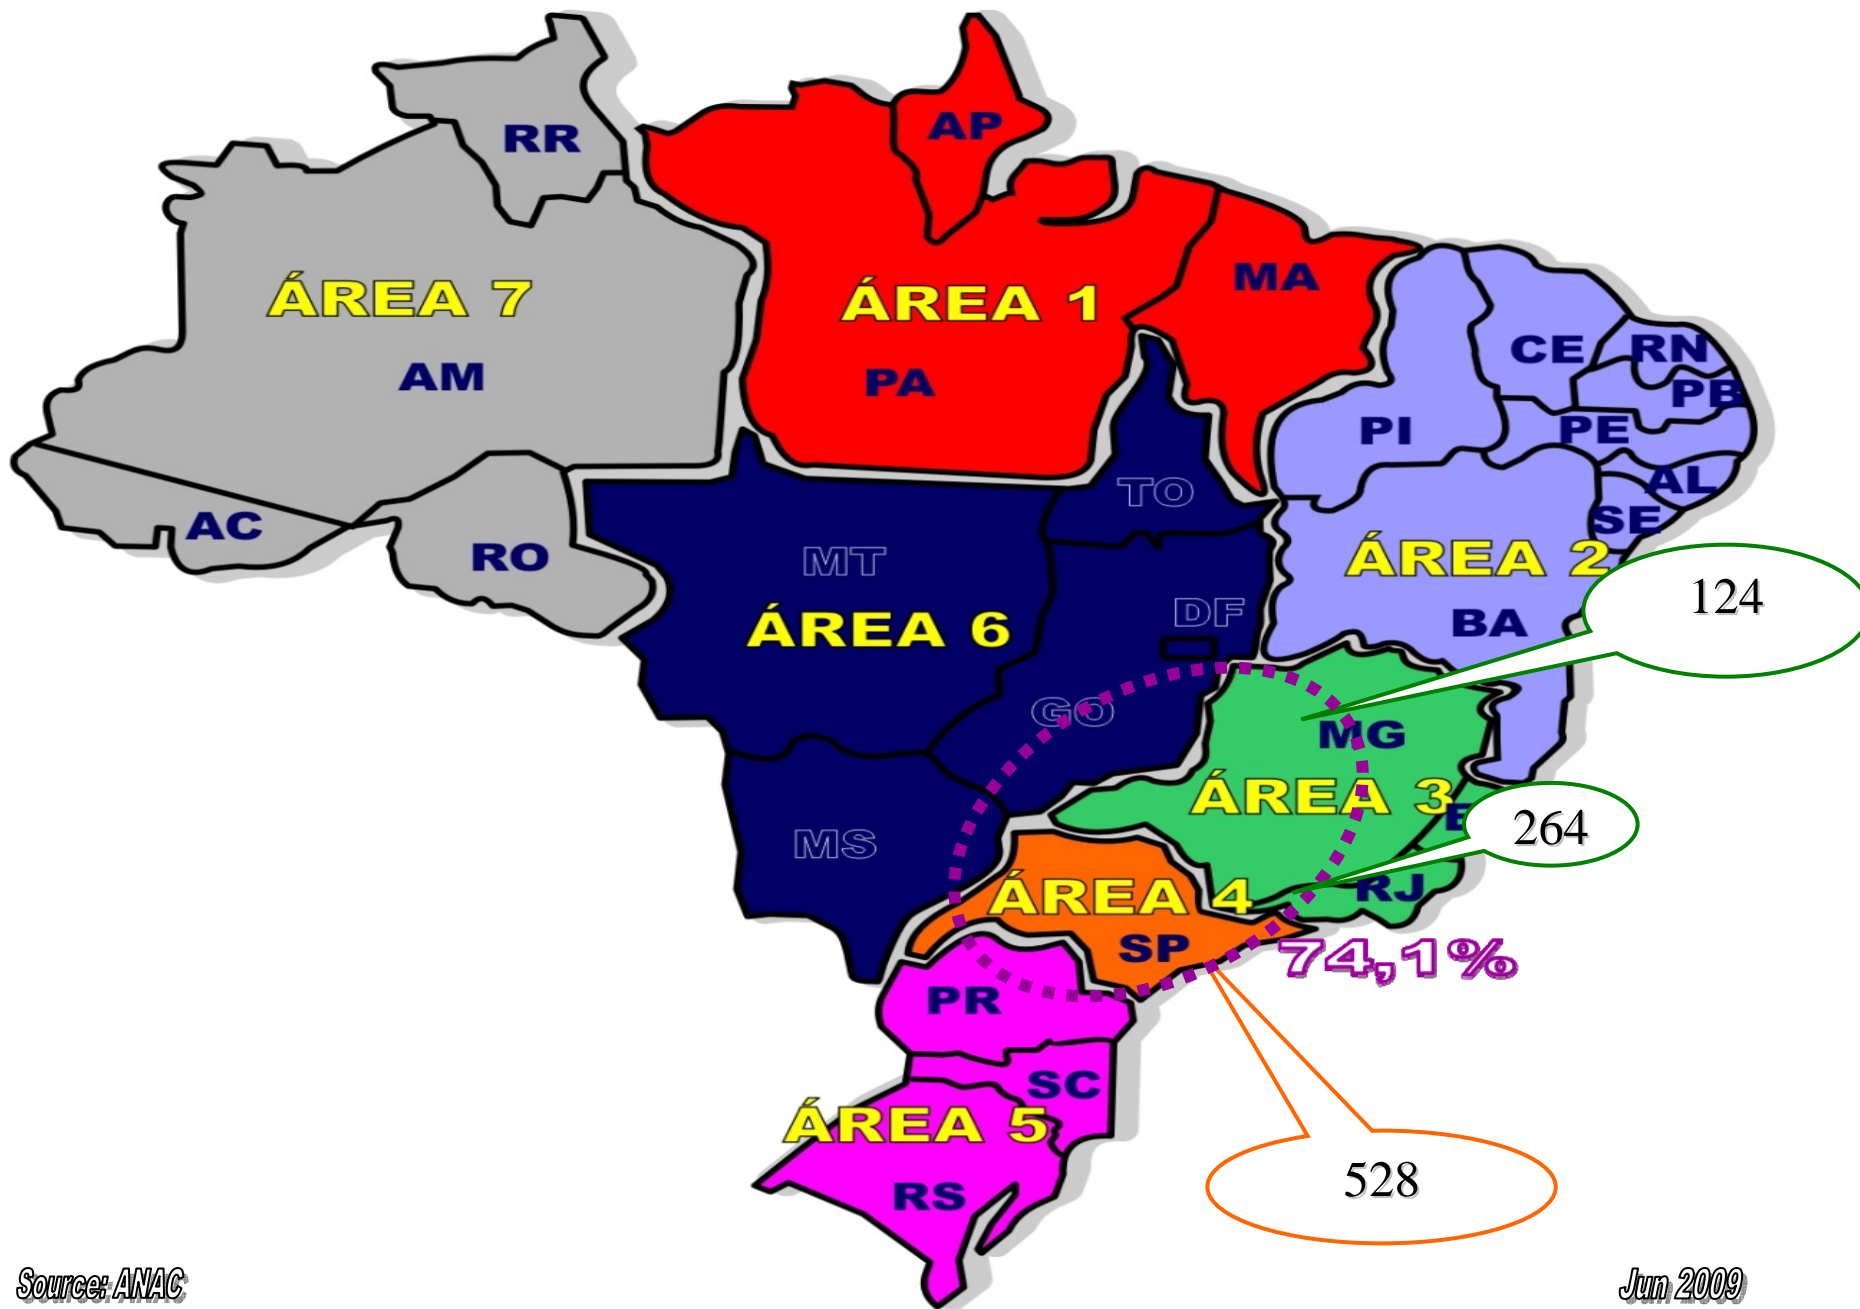 AP
RR
MA
ÁREA 7
ÁREA 1
CE
RN
AM
PA
PB
PI
PE
TO
AL
AC
SE
RO
MT
ÁREA 2
124
DF
BA
ÁREA 6
GO
MG
ÁREA 3
264
MS
RJ
ÁREA 4
SP
74,1%
PR
SC
ÁREA 5
528
RS
Source: ANAC
Jun 2009